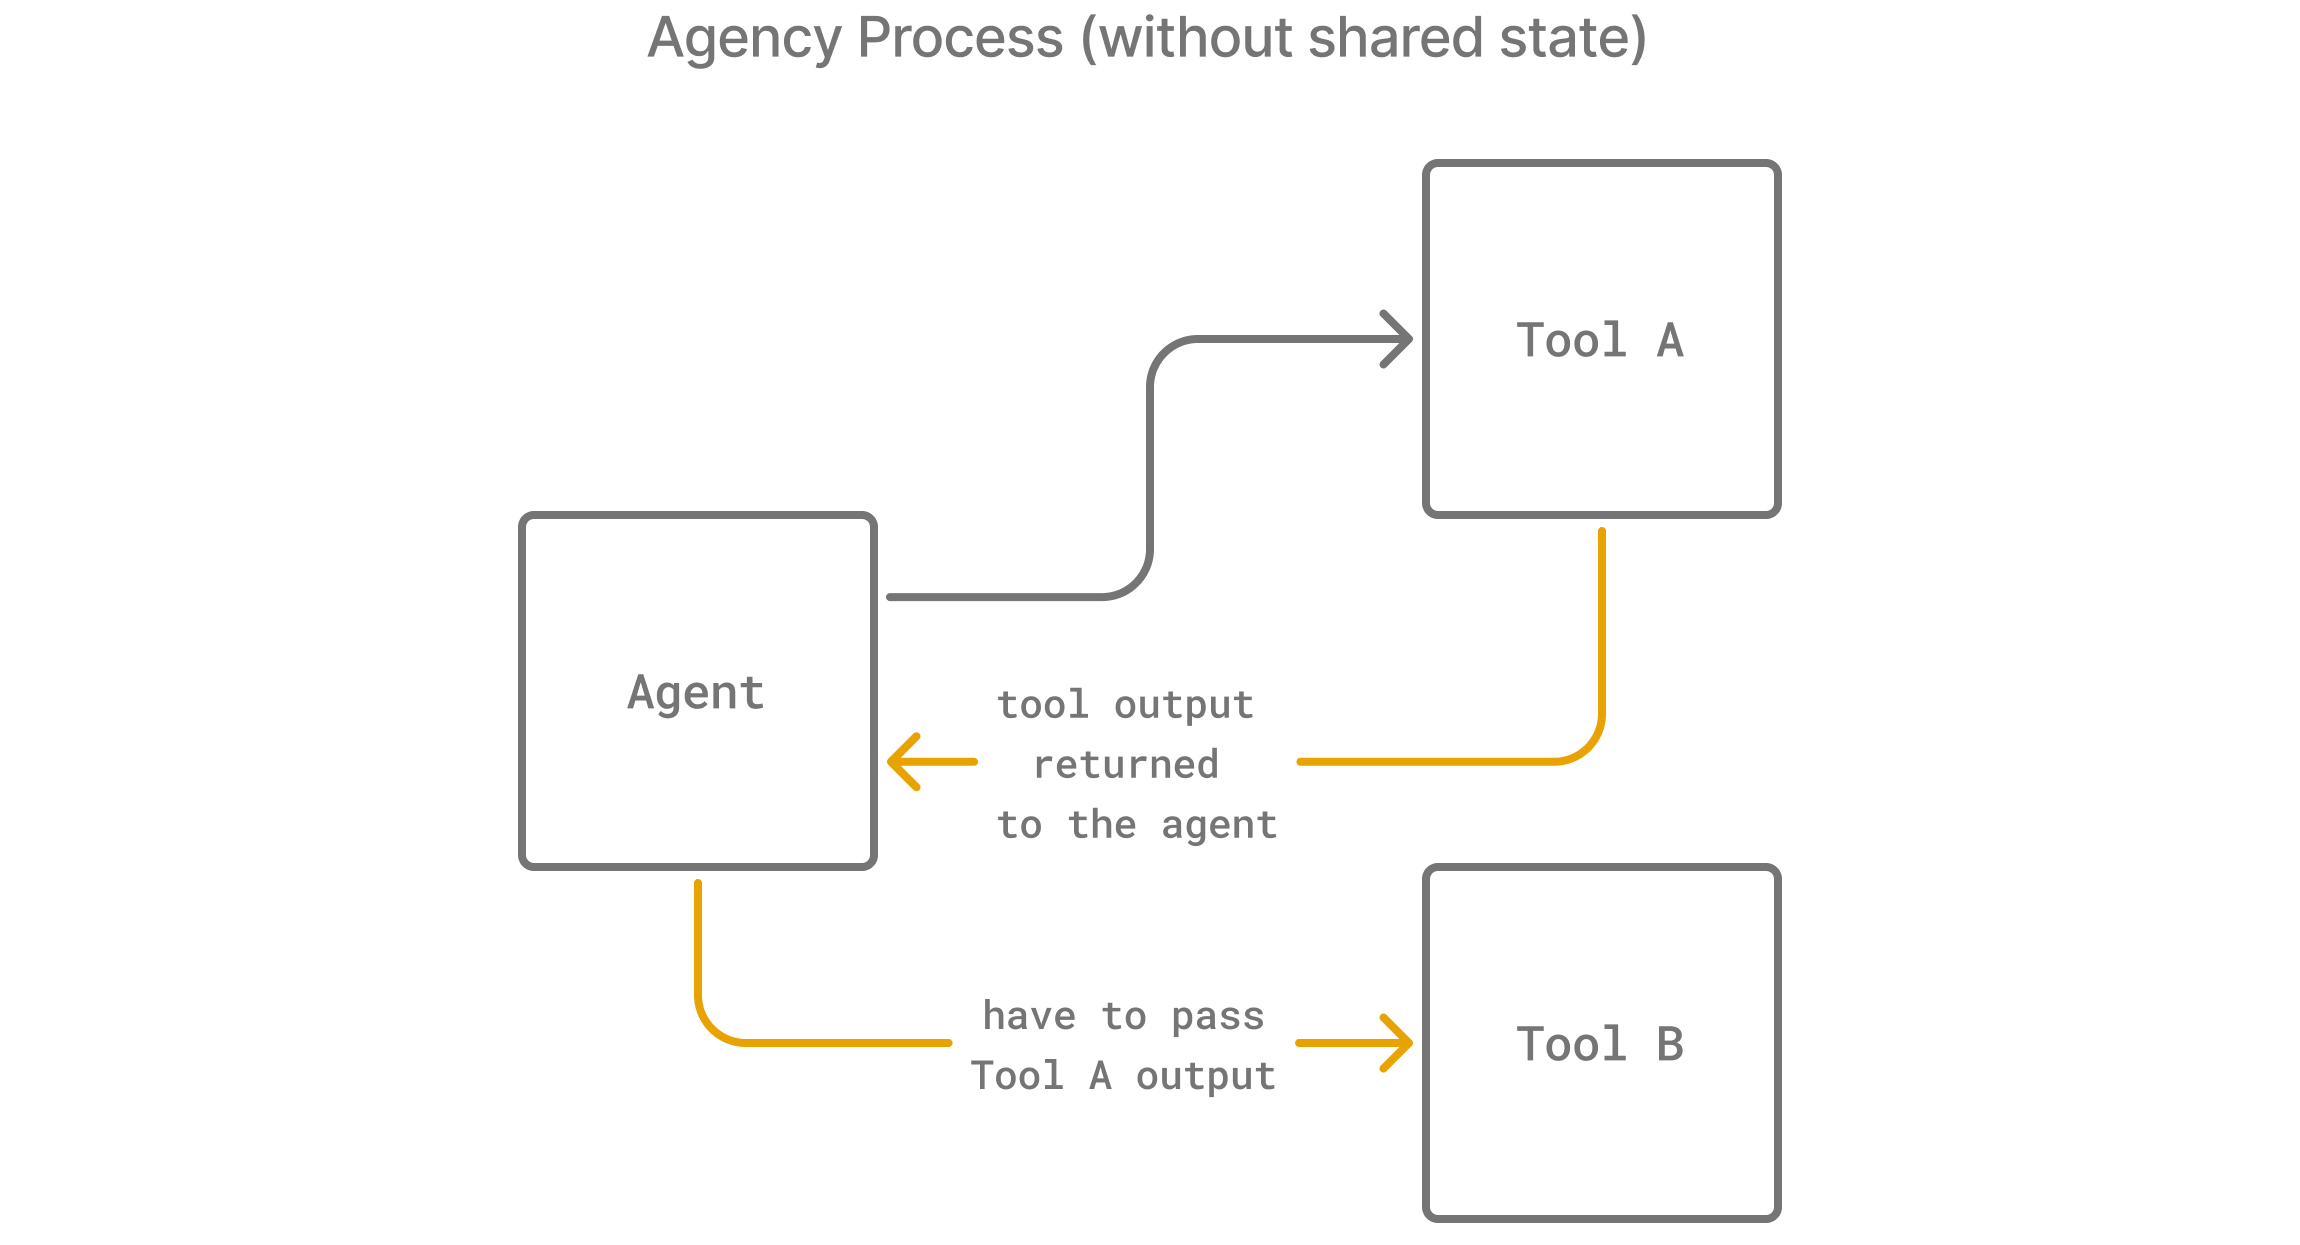 Agency Process (without shared state)
Tool A
Agent
tool output
returned
to the agent
have to pass
Tool A output
Tool B